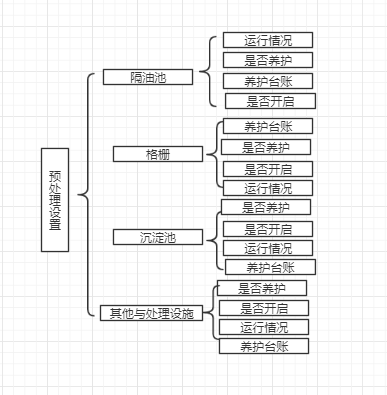 预处理设置
隔油池
运行情况
是否养护
养护台账
是否开启
格栅
养护台账
是否养护
是否开启
运行情况
沉淀池
是否养护
是否开启
运行情况
养护台账
其他与处理设施
是否养护
是否开启
运行情况
养护台账